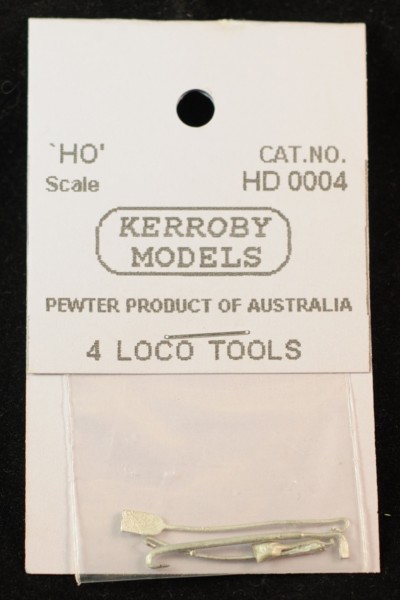 `HO'
Scale
CAT.NO.
HD 0004
KERROBY
MODELS
PEWTER PRODUCT OF AUSTRALIA
4 LOCO TOOLS